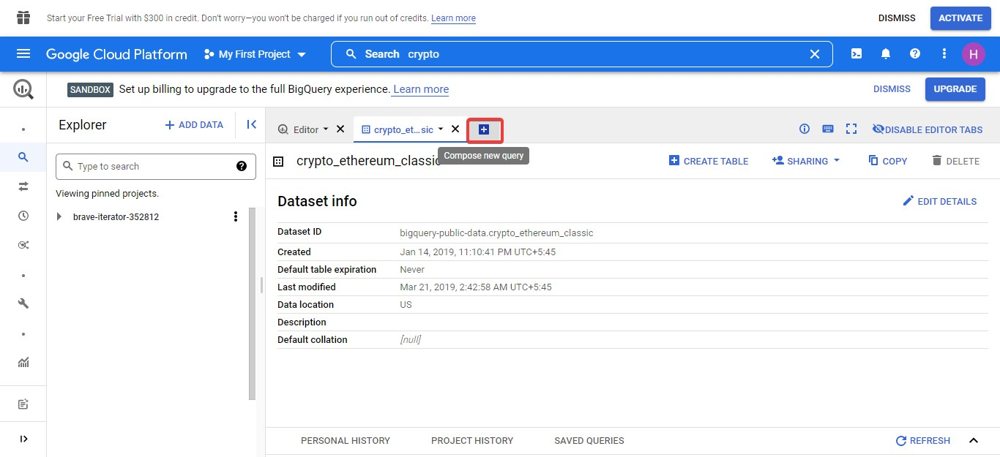 Start your Free Trial with $300 in credit. Don't worry—you won't be charged if you run out of credits. Learn more
DISMISS
ACTIVATE
Google Cloud Platform
My First Project
Search crypto
H
SANDBOX Set up billing to upgrade to the full BigQuery experience. Learn more
DISMISS
UPGRADE
Explorer
ADD DATA
Editor
crypto_et...sic
DISABLE EDITOR TABS
Compose new query
Type to search
crypto_ethereum_classic
CREATE TABLE
SHARING
COPY
DELETE
Viewing pinned projects.
brave-iterator-352812
Dataset info
EDIT DETAILS
Dataset ID bigquery-public-data.crypto_ethereum_classic
Created Jan 14, 2019, 11:10:41 PM UTC+5:45
Default table expiration Never
Last modified Mar 21, 2019, 2:42:58 AM UTC+5:45
Data location US
Description
Default collation [null]
PERSONAL HISTORY
PROJECT HISTORY
SAVED QUERIES
REFRESH